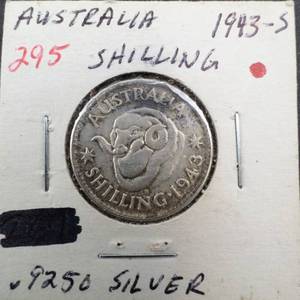 AUSTRALIA 1943-S
295 SHILLING
AUSTRALIA
SHILLING·1943
.9250 SILVER